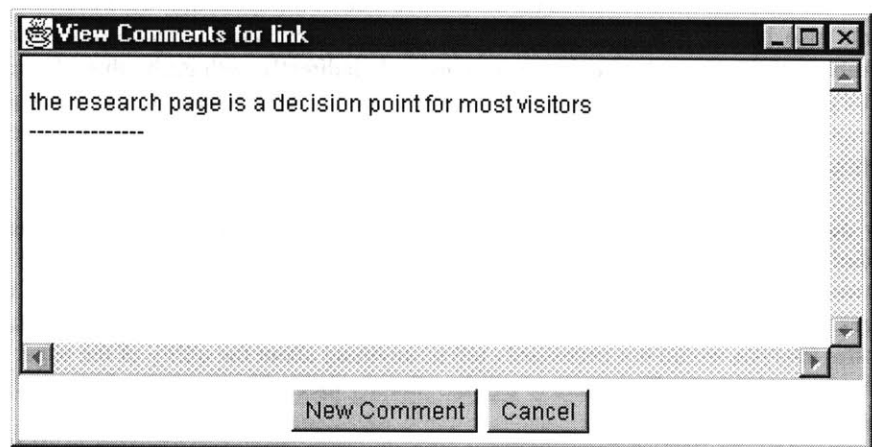 View Comments for link
the research page is a decision point for most visitors
---------------
New Comment Cancel